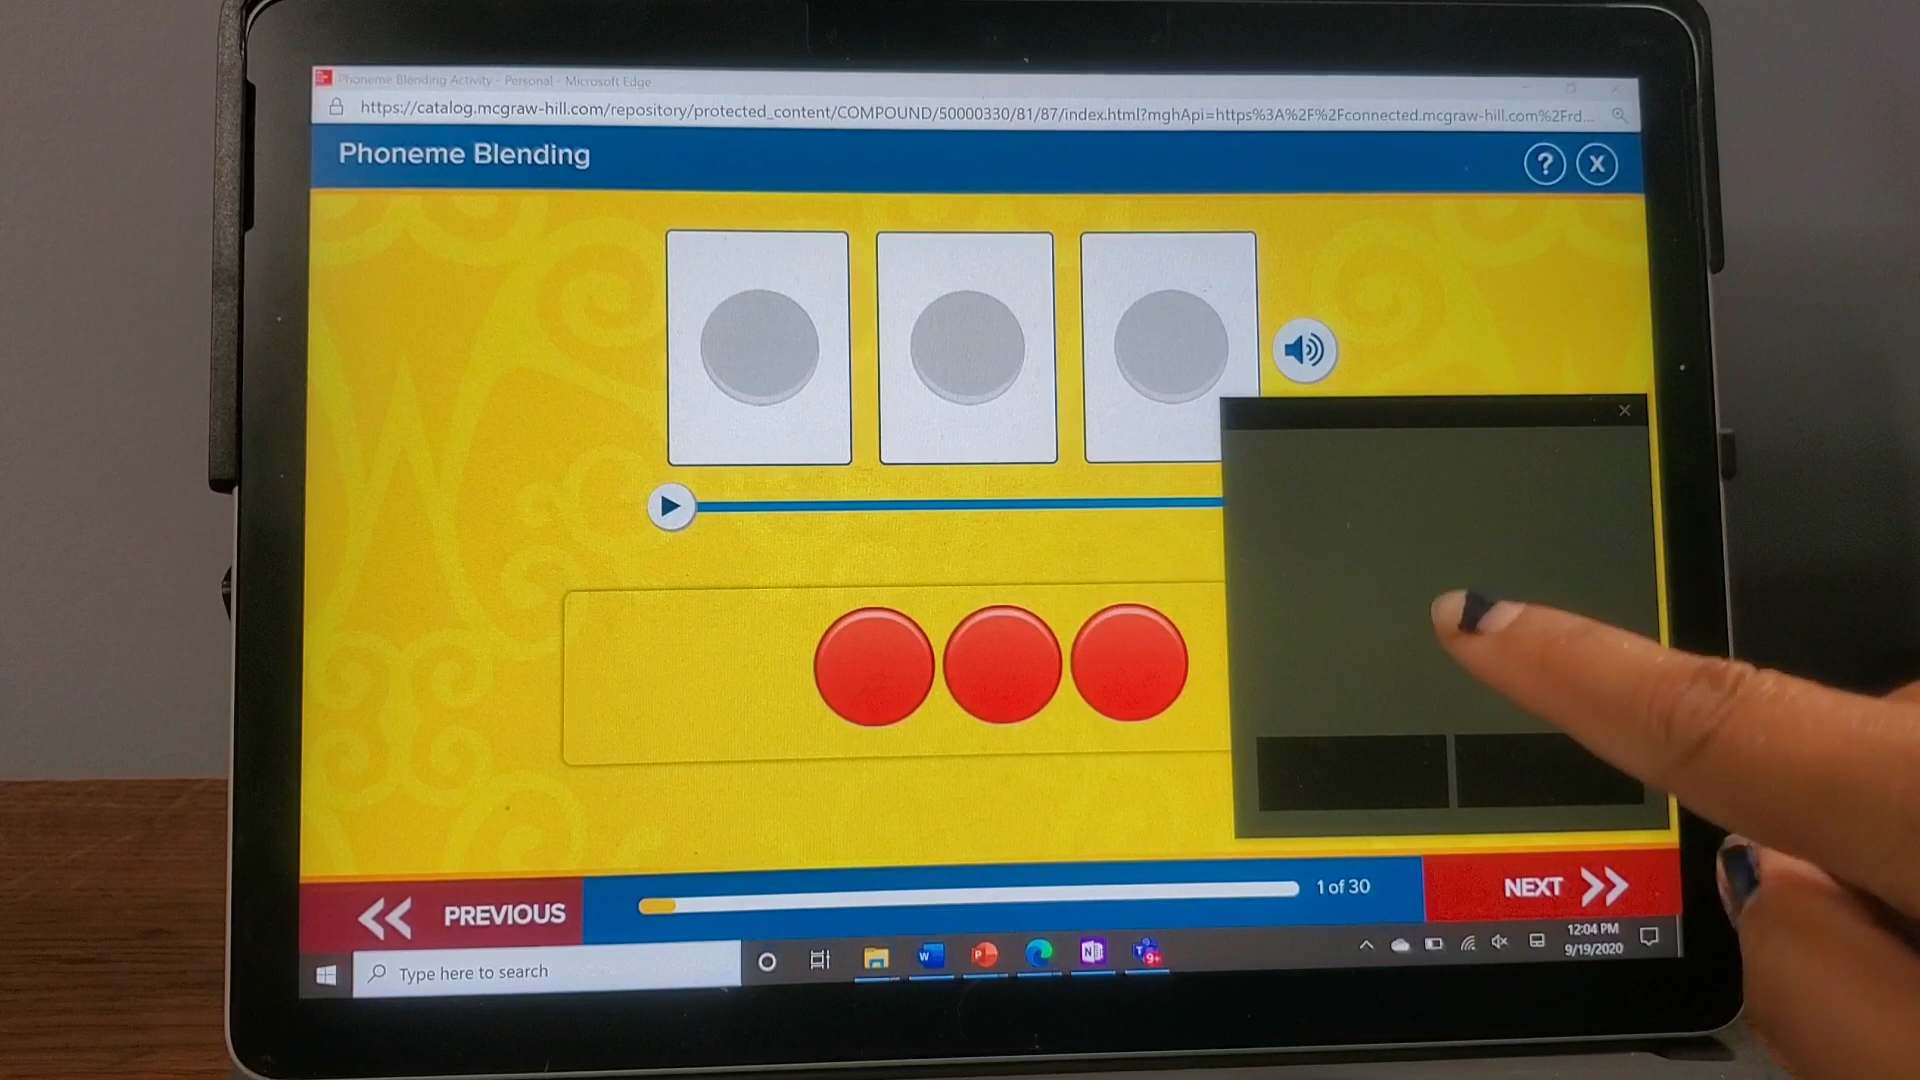 Phoneme Blending Activity - Personal - Microsoft Edge
https://catalog.mcgraw-hill.com/repository/protected_content/COMPOUND/50000330/81/87/index.html?mghApi=https%3A%2F%2Fconnected.mcgraw-hill.com%2Frd...
Phoneme Blending
?
X
PREVIOUS
1 of 30
NEXT
Type here to search
W
P
N
T
9+
12:04 PM
9/19/2020